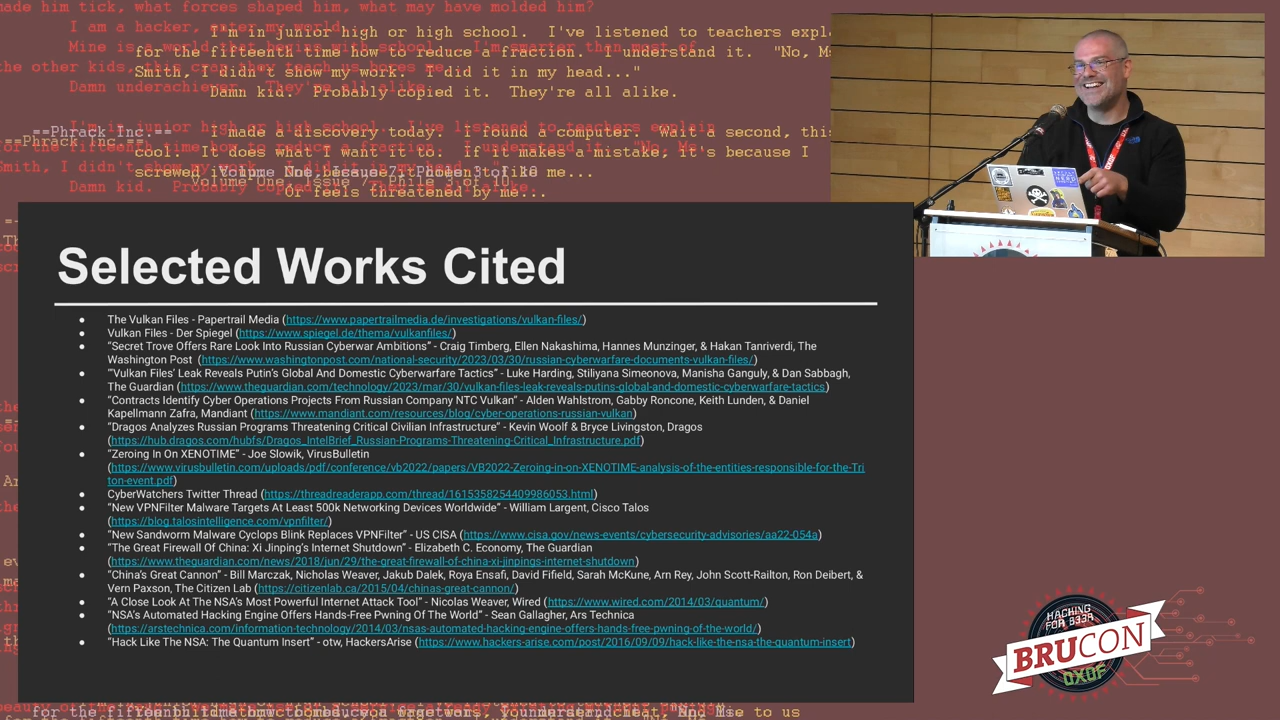 made him tick, what forces shaped him, what may have molded him?
I am a hacker, enter my world...
I'm in junior high or high school. I've listened to teachers expl
for the fifteenth time how to reduce a fraction. I understand it. "No, Ms
Smith, I didn't show my work. I did it in my head..."
Damn kid. Probably copied it. They're all alike.
==Phrack Inc.==
I made a discovery today. I found a computer. Wait a second, this
cool. It does what I want it to. If it makes a mistake, it's because I
Or feels threatened by me...
Selected Works Cited
● The Vulkan Files - Papertrail Media (https://www.papertrailmedia.de/investigations/vulkan-files/)
● Vulkan Files - Der Spiegel (https://www.spiegel.de/thema/vulkanfiles/)
● “Secret Trove Offers Rare Look Into Russian Cyberwar Ambitions” - Craig Timberg, Ellen Nakashima, Hannes Munzinger, & Hakan Tanriverdi, The
Washington Post (https://www.washingtonpost.com/national-security/2023/03/30/russian-cyberwarfare-documents-vulkan-files/)
● “‘Vulkan Files’ Leak Reveals Putin’s Global And Domestic Cyberwarfare Tactics” - Luke Harding, Stiliyana Simeonova, Manisha Ganguly, & Dan Sabbagh,
The Guardian (https://www.theguardian.com/technology/2023/mar/30/vulkan-files-leak-reveals-putins-global-and-domestic-cyberwarfare-tactics)
● “Contracts Identify Cyber Operations Projects From Russian Company NTC Vulkan” - Alden Wahlstrom, Gabby Roncone, Keith Lunden, & Daniel
Kapellmann Zafra, Mandiant (https://www.mandiant.com/resources/blog/cyber-operations-russian-vulkan)
● “Dragos Analyzes Russian Programs Threatening Critical Civilian Infrastructure” - Kevin Woolf & Bryce Livingston, Dragos
(https://hub.dragos.com/hubfs/Dragos_IntelBrief_Russian-Programs-Threatening-Critical_Infrastructure.pdf)
● “Zeroing In On XENOTIME” - Joe Slowik, VirusBulletin
(https://www.virusbulletin.com/uploads/pdf/conference/vb2022/papers/VB2022-Zeroing-in-on-XENOTIME-analysis-of-the-entities-responsible-for-the-Tri
ton-event.pdf)
● CyberWatchers Twitter Thread (https://threadreaderapp.com/thread/1615358254409986053.html)
● “New VPNFilter Malware Targets At Least 500k Networking Devices Worldwide” - William Largent, Cisco Talos
(https://blog.talosintelligence.com/vpnfilter/)
● “New Sandworm Malware Cyclops Blink Replaces VPNFilter” - US CISA (https://www.cisa.gov/news-events/cybersecurity-advisories/aa22-054a)
● “The Great Firewall Of China: Xi Jinping’s Internet Shutdown” - Elizabeth C. Economy, The Guardian
(https://www.theguardian.com/news/2018/jun/29/the-great-firewall-of-china-xi-jinpings-internet-shutdown)
● “China’s Great Cannon” - Bill Marczak, Nicholas Weaver, Jakub Dalek, Roya Ensafi, David Fifield, Sarah McKune, Arn Rey, John Scott-Railton, Ron Deibert, &
Vern Paxson, The Citizen Lab (https://citizenlab.ca/2015/04/chinas-great-cannon/)
● “A Close Look At The NSA’s Most Powerful Internet Attack Tool” - Nicolas Weaver, Wired (https://www.wired.com/2014/03/quantum/)
● “NSA’s Automated Hacking Engine Offers Hands-Free Pwning Of The World” - Sean Gallagher, Ars Technica
(https://arstechnica.com/information-technology/2014/03/nsas-automated-hacking-engine-offers-hands-free-pwning-of-the-world/)
● “Hack Like The NSA: The Quantum Insert” - otw, HackersArise (https://www.hackers-arise.com/post/2016/09/09/hack-like-the-nsa-the-quantum-insert)
HACKING
FOR B33R
BRUCON
0X0F